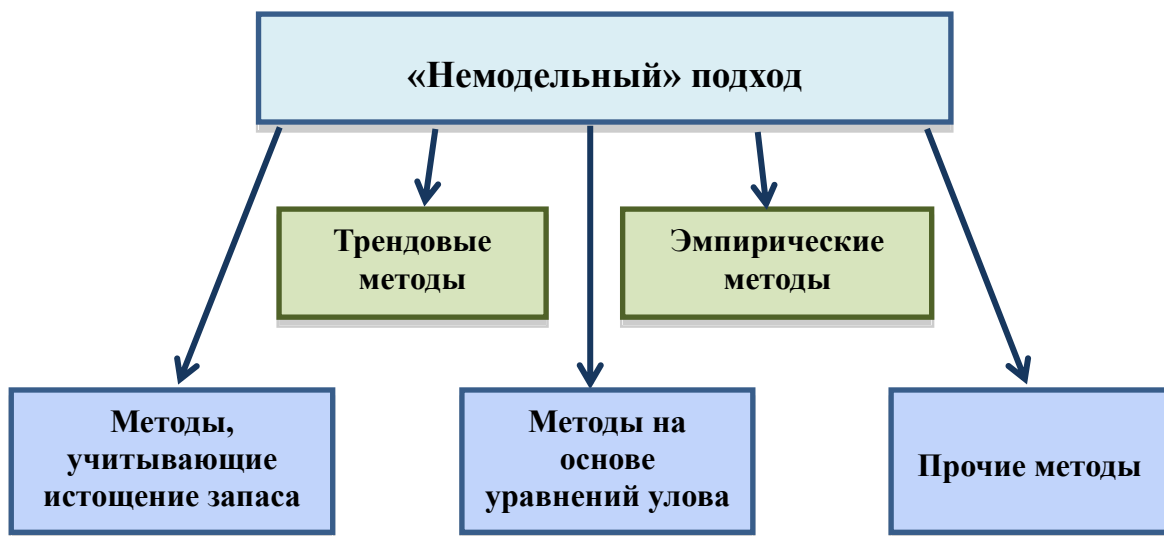 «Немодельный» подход
Трендовые
методы
Эмпирические
методы
Методы,
учитывающие
истощение запаса
Методы на
основе
уравнений улова
Прочие методы